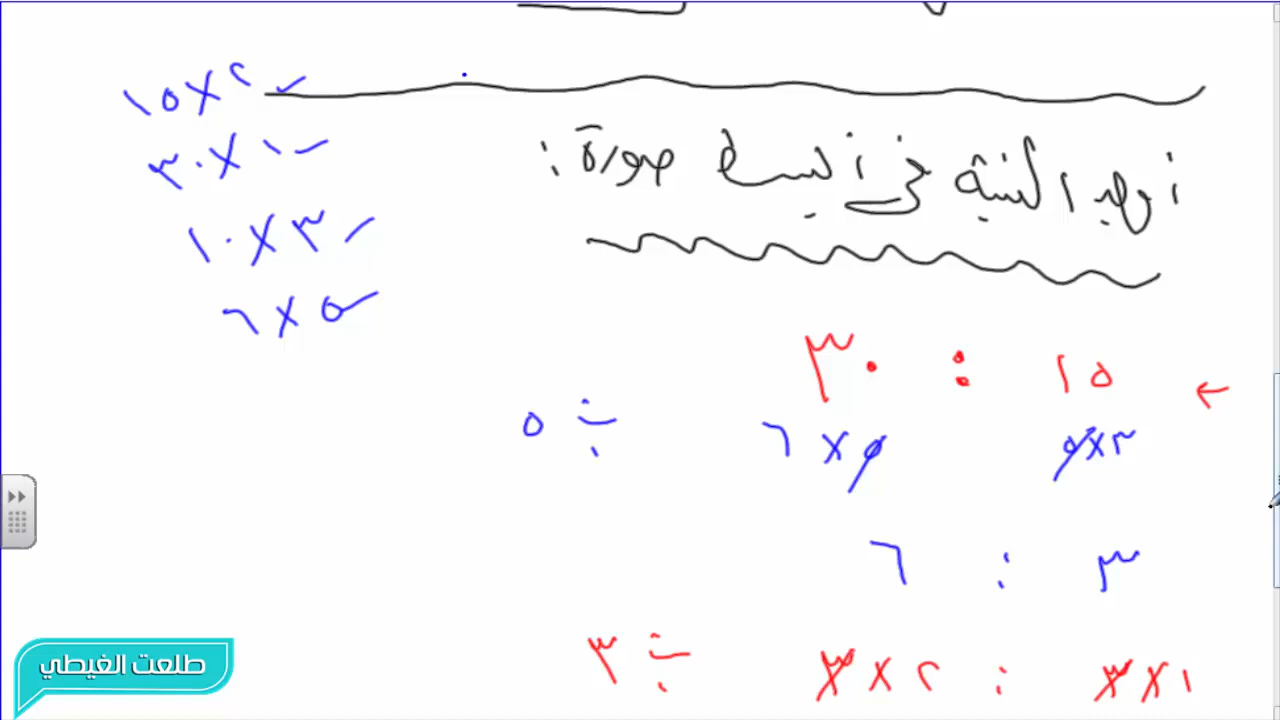 أوجد النسبة في أبسط صورة :
١٥ × ٢
٣٠ × ١
١٠ × ٣
٦ × ٥
١٥ : ٣٠
٣ × ٥ ٥ × ٦ ÷ ٥
٣ : ٦
١ × ٣ : ٢ × ٣ ÷ ٣
طلعت الغيطي